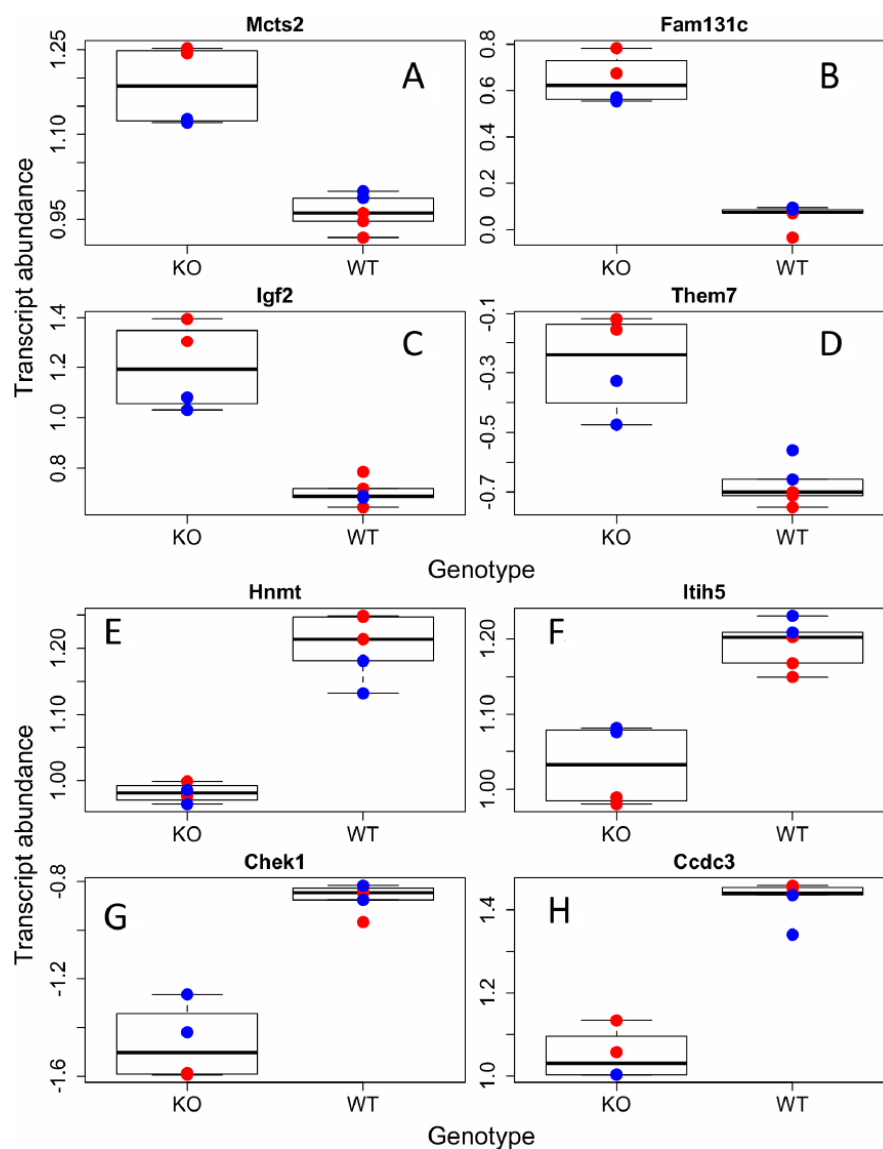 Mcts2
Fam131c
1.25
1.10
0.95
A
KO
WT
0.8
0.6
0.4
0.2
0.0
B
KO
WT
Transcript abundance
Igf2
Them7
1.4
1.2
1.0
0.8
C
KO
WT
-0.1
-0.3
-0.5
-0.7
D
KO
WT
Genotype
Hnmt
Itih5
1.20
1.10
1.00
E
KO
WT
1.20
1.10
1.00
F
KO
WT
Transcript abundance
Chek1
Ccdc3
-0.8
-1.2
-1.6
G
KO
WT
1.4
1.2
1.0
H
KO
WT
Genotype
Genotype